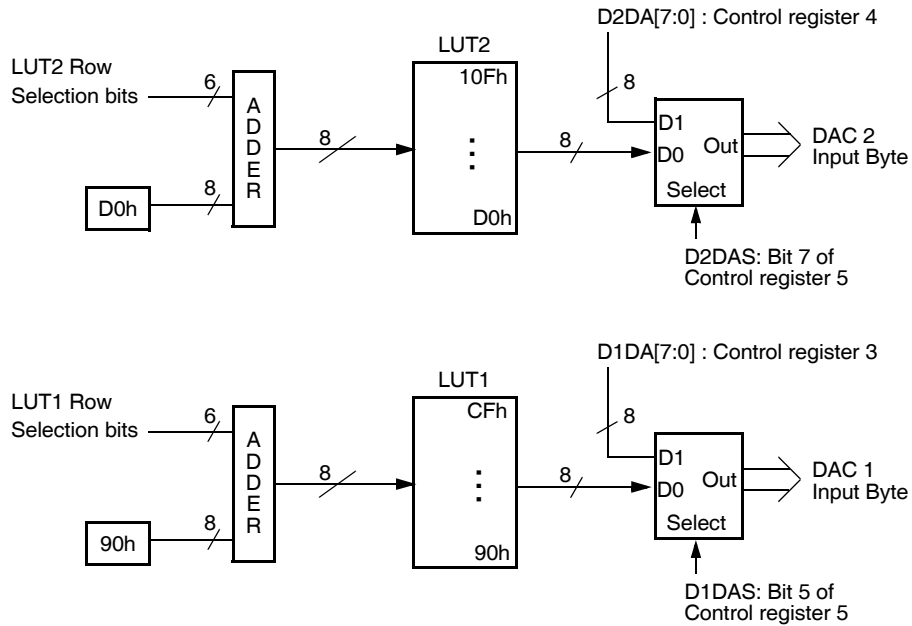 D2DA[7:0] : Control register 4
LUT2
LUT2 Row
Selection bits
6
8
A
D
D
E
R
8
10Fh
⋮
D0h
8
D1
D0
Out
Select
DAC 2
Input Byte
8
D0h
D2DAS: Bit 7 of
Control register 5
D1DA[7:0] : Control register 3
LUT1
LUT1 Row
Selection bits
6
8
A
D
D
E
R
8
CFh
⋮
90h
8
D1
D0
Out
Select
DAC 1
Input Byte
8
90h
D1DAS: Bit 5 of
Control register 5